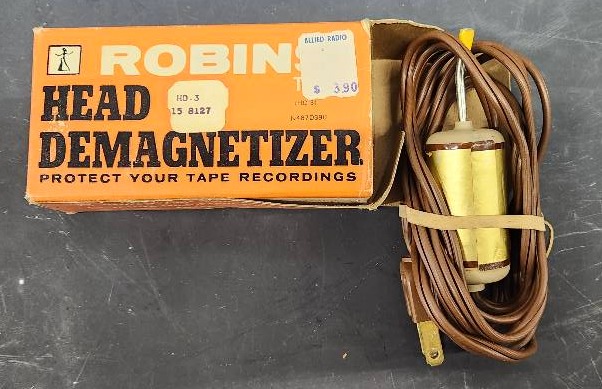 ROBINS
ALLIED RADIO
$ 3.90
HEAD
HD-3
15 8127
DEMAGNETIZER
PROTECT YOUR TAPE RECORDINGS